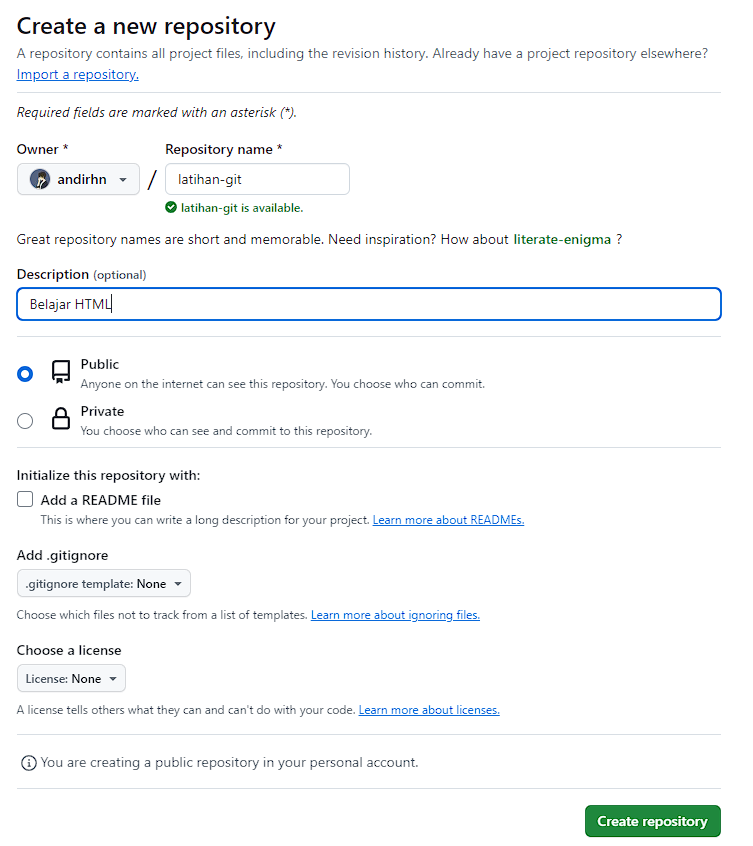 Create a new repository
A repository contains all project files, including the revision history. Already have a project repository elsewhere?
Import a repository.
Required fields are marked with an asterisk (*).
Owner *
Repository name *
andirhn
/
latihan-git
latihan-git is available.
Great repository names are short and memorable. Need inspiration? How about literate-enigma ?
Description (optional)
Belajar HTML
Public
Anyone on the internet can see this repository. You choose who can commit.
Private
You choose who can see and commit to this repository.
Initialize this repository with:
Add a README file
This is where you can write a long description for your project. Learn more about READMEs.
Add .gitignore
.gitignore template: None
Choose which files not to track from a list of templates. Learn more about ignoring files.
Choose a license
License: None
A license tells others what they can and can't do with your code. Learn more about licenses.
You are creating a public repository in your personal account.
Create repository